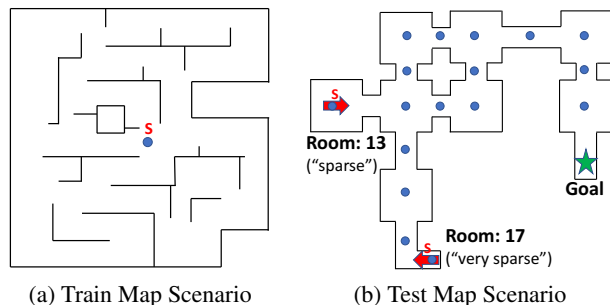 S
S
Room: 13
("sparse")
Goal
Room: 17
S
("very sparse")
(a) Train Map Scenario
(b) Test Map Scenario